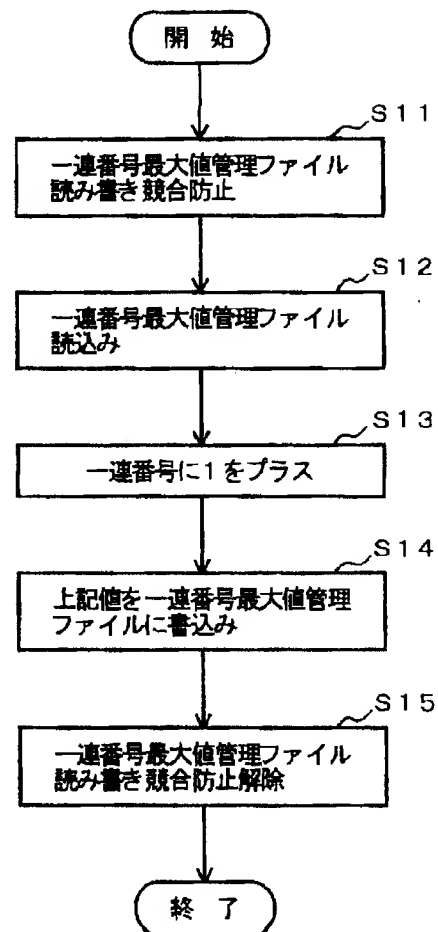 開 始
S11
一連番号最大値管理ファイル
読み書き競合防止
S12
一連番号最大値管理ファイル
読込み
S13
一連番号に1をプラス
S14
上記値を一連番号最大値管理
ファイルに書込み
S15
一連番号最大値管理ファイル
読み書き競合防止解除
終 了